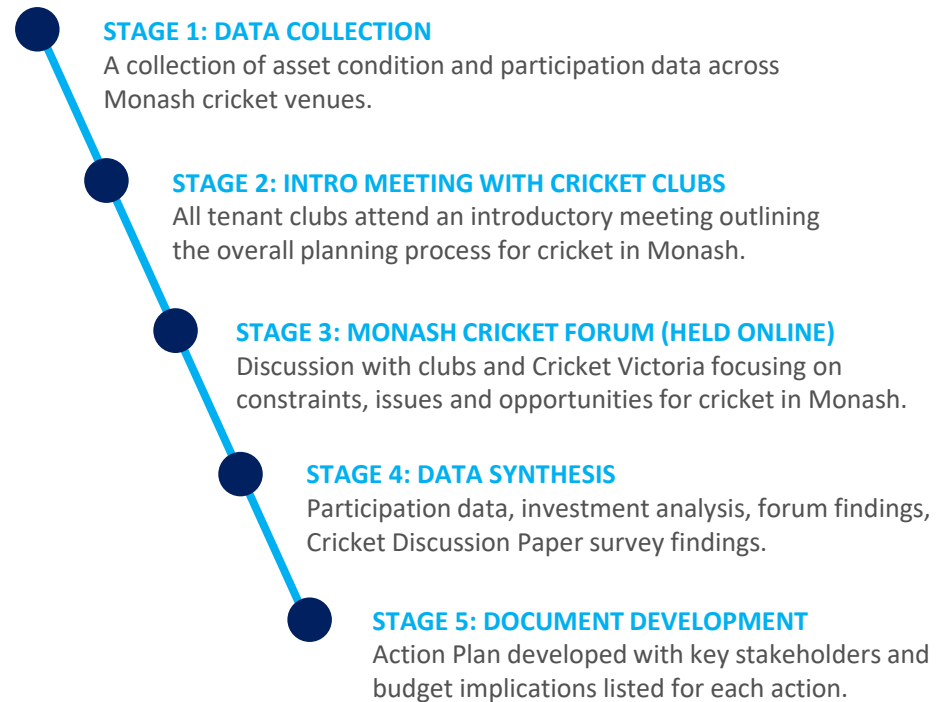 STAGE 1: DATA COLLECTION
A collection of asset condition and participation data across
Monash cricket venues.
STAGE 2: INTRO MEETING WITH CRICKET CLUBS
All tenant clubs attend an introductory meeting outlining
the overall planning process for cricket in Monash.
STAGE 3: MONASH CRICKET FORUM (HELD ONLINE)
Discussion with clubs and Cricket Victoria focusing on
constraints, issues and opportunities for cricket in Monash.
STAGE 4: DATA SYNTHESIS
Participation data, investment analysis, forum findings,
Cricket Discussion Paper survey findings.
STAGE 5: DOCUMENT DEVELOPMENT
Action Plan developed with key stakeholders and
budget implications listed for each action.